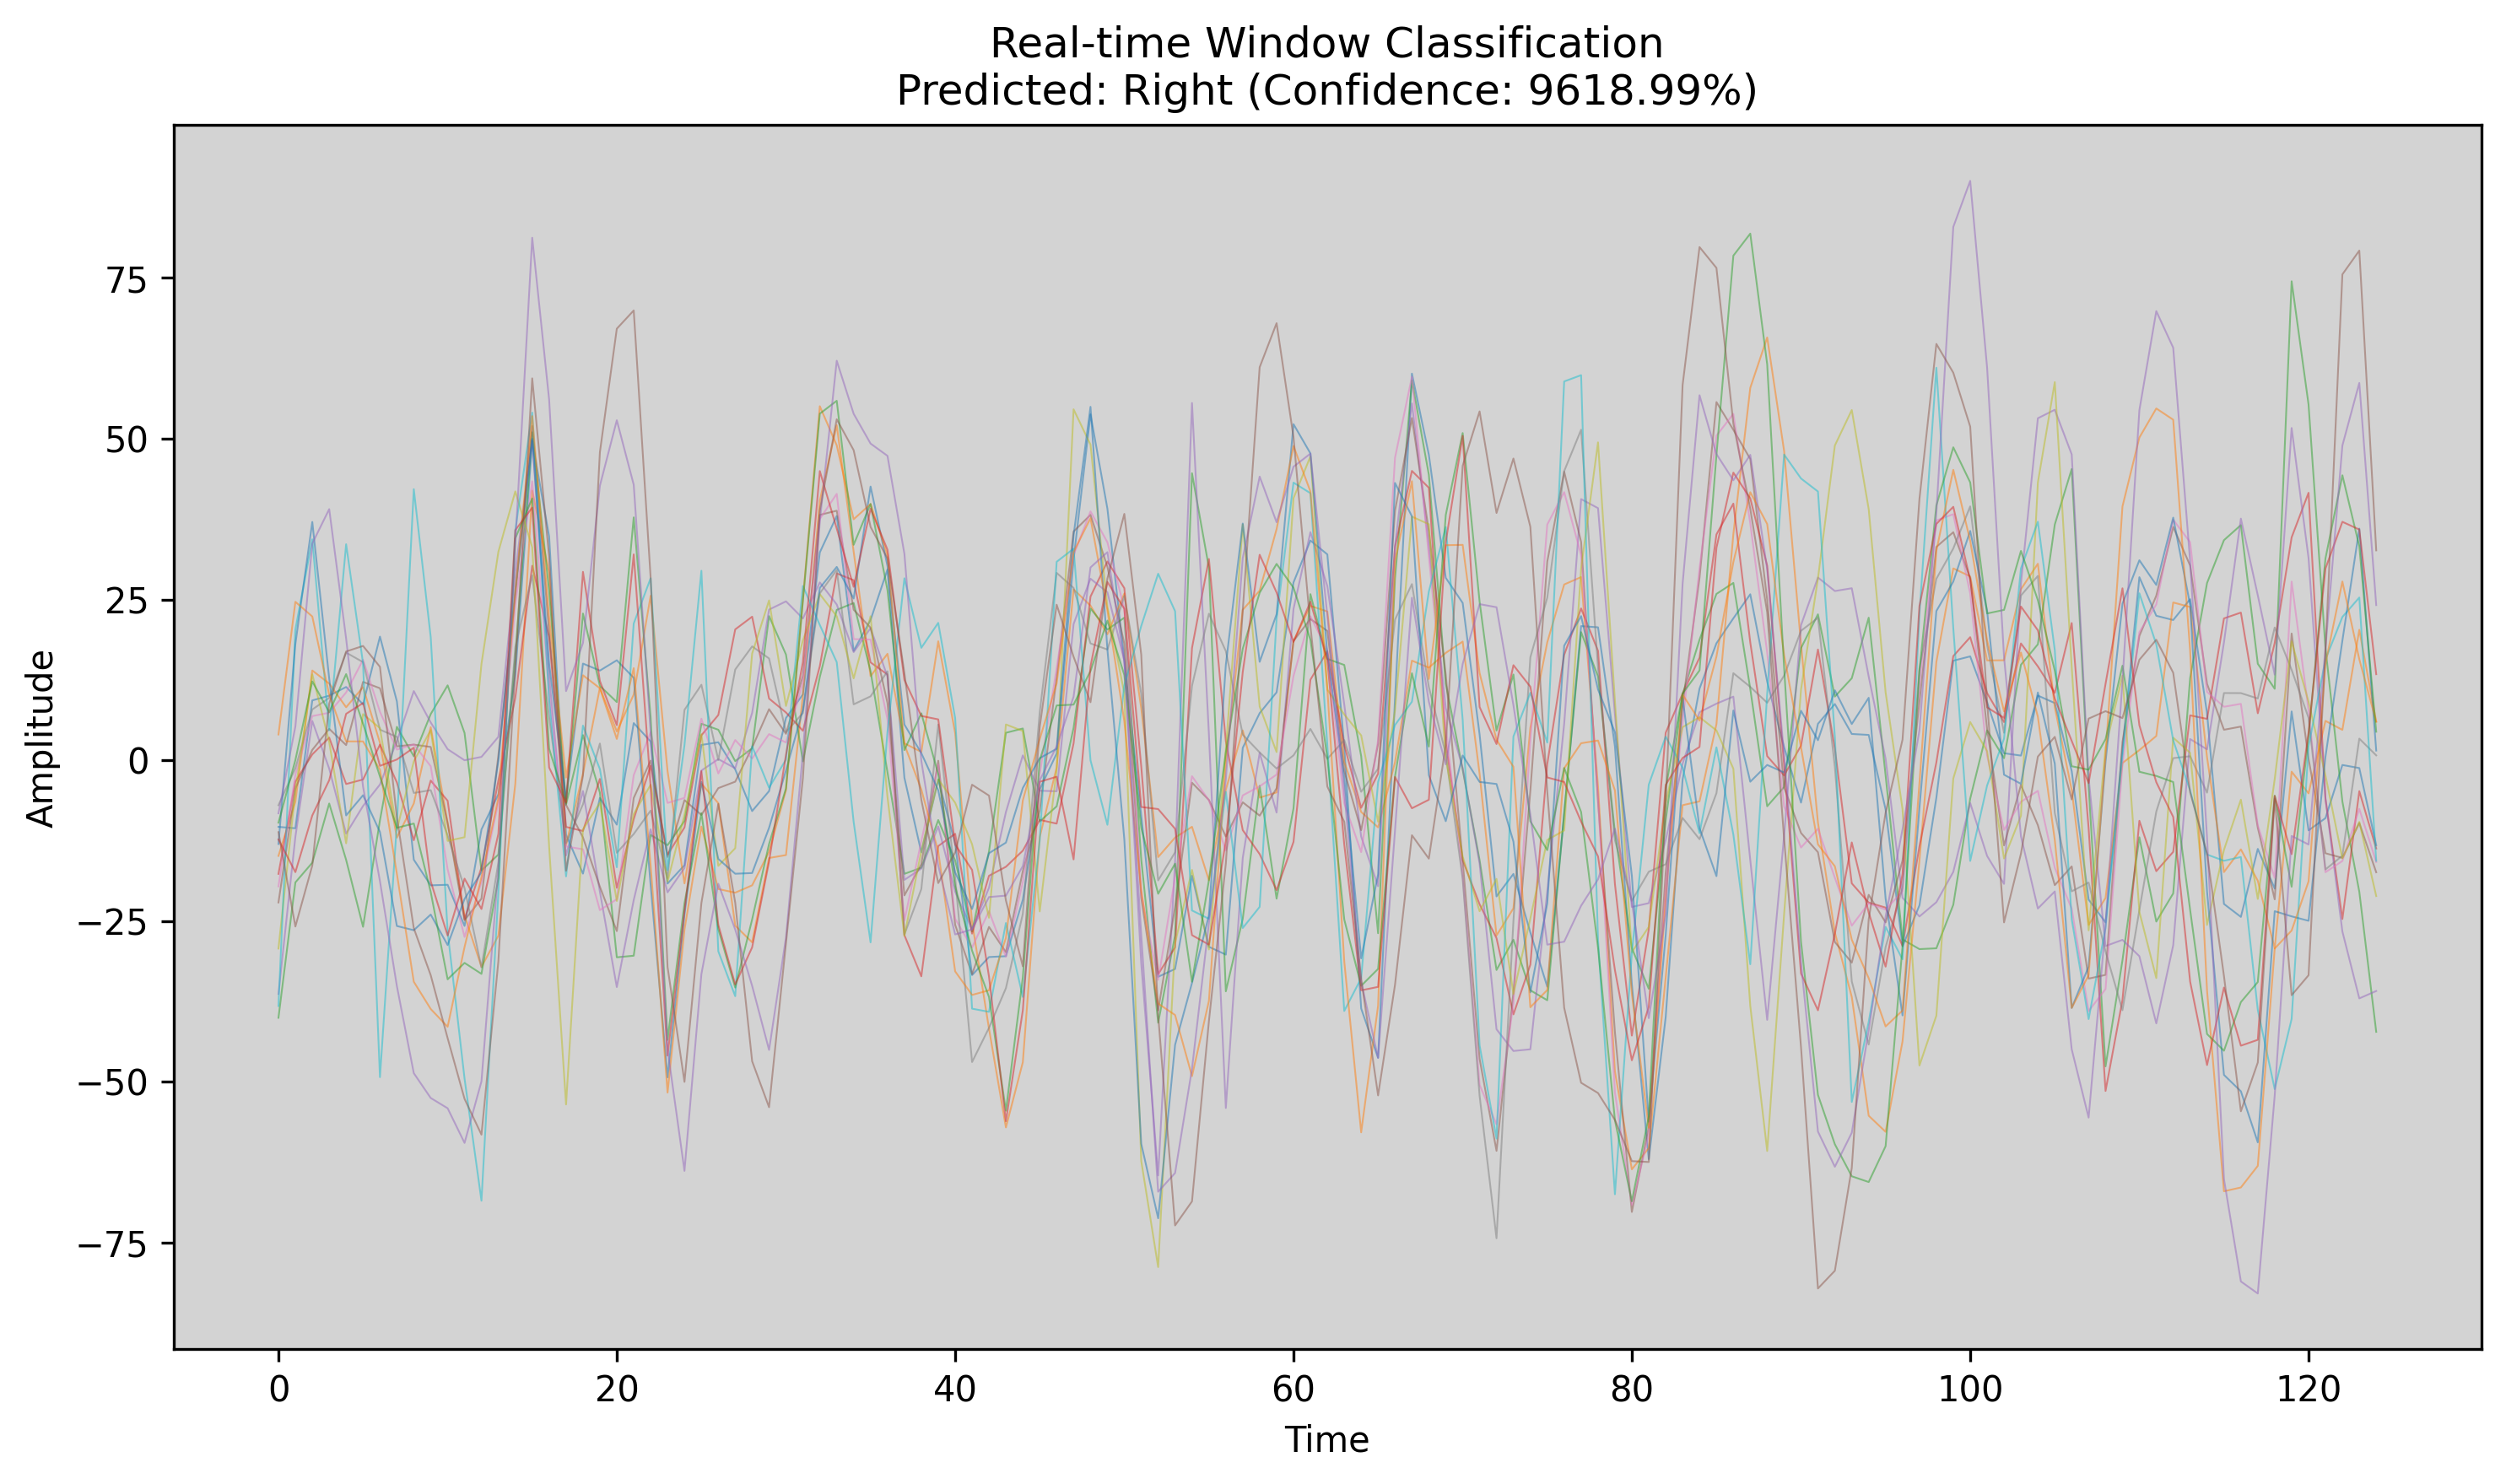 Real-time Window Classification
Predicted: Right (Confidence: 9618.99%)
Amplitude
75
50
25
0
−25
−50
−75
0 20 40 60 80 100 120
Time